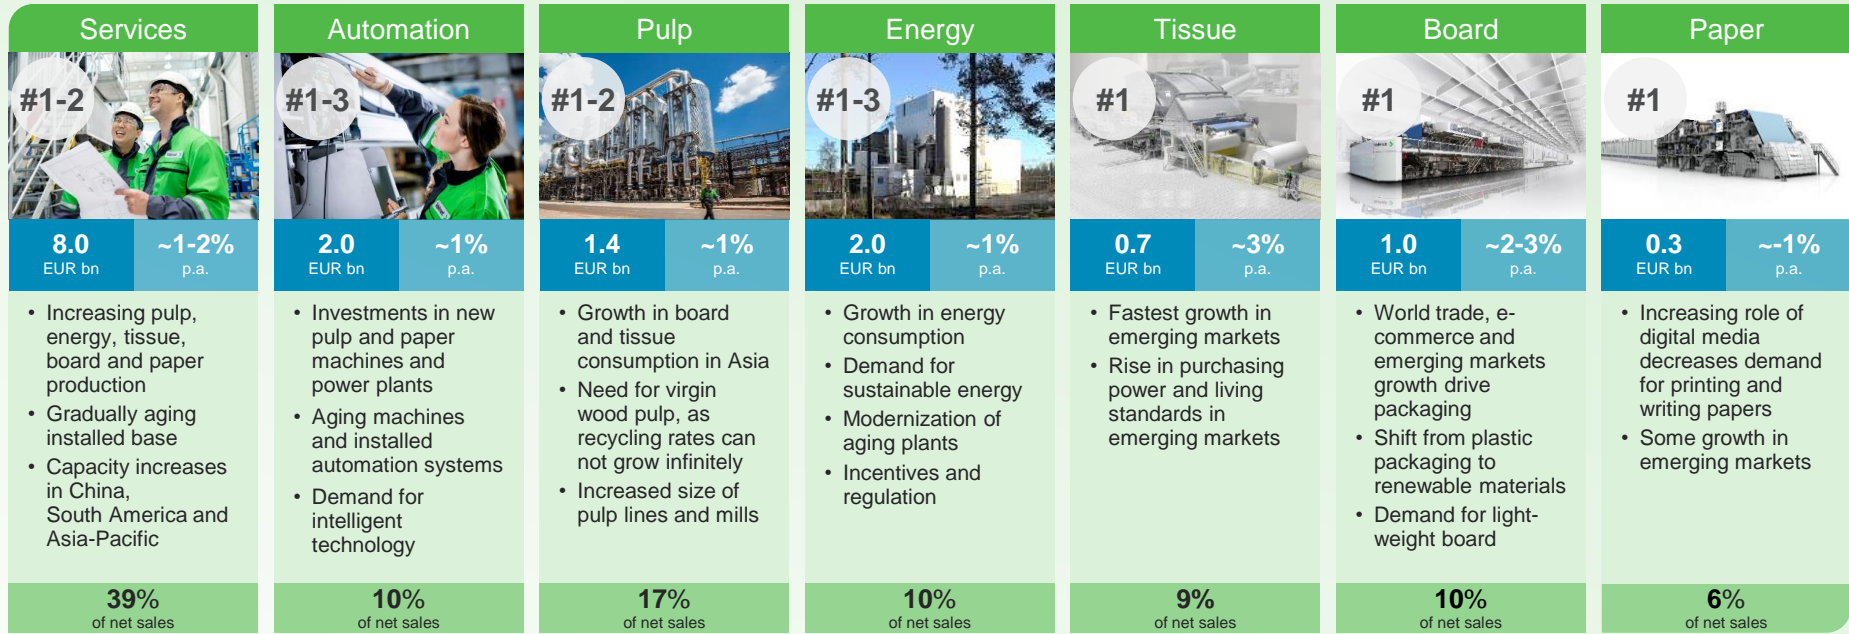 Services
#1-2
8.0
EUR bn
~1-2%
p.a.
• Increasing pulp,
energy, tissue,
board and paper
production
• Gradually aging
installed base
• Capacity increases
in China,
South America and
Asia-Pacific
39%
of net sales
Automation
#1-3
2.0
EUR bn
~1%
p.a.
• Investments in new
pulp and paper
machines and
power plants
• Aging machines
and installed
automation systems
• Demand for
intelligent
technology
10%
of net sales
Pulp
#1-2
1.4
EUR bn
~1%
p.a.
• Growth in board
and tissue
consumption in Asia
• Need for virgin
wood pulp, as
recycling rates can
not grow infinitely
• Increased size of
pulp lines and mills
17%
of net sales
Energy
#1-3
2.0
EUR bn
~1%
p.a.
• Growth in energy
consumption
• Demand for
sustainable energy
• Modernization of
aging plants
• Incentives and
regulation
10%
of net sales
Tissue
#1
0.7
EUR bn
~3%
p.a.
• Fastest growth in
emerging markets
• Rise in purchasing
power and living
standards in
emerging markets
9%
of net sales
Board
#1
1.0
EUR bn
~2-3%
p.a.
• World trade, e-
commerce and
emerging markets
growth drive
packaging
• Shift from plastic
packaging to
renewable materials
• Demand for light-
weight board
10%
of net sales
Paper
#1
0.3
EUR bn
~-1%
p.a.
• Increasing role of
digital media
decreases demand
for printing and
writing papers
• Some growth in
emerging markets
6%
of net sales